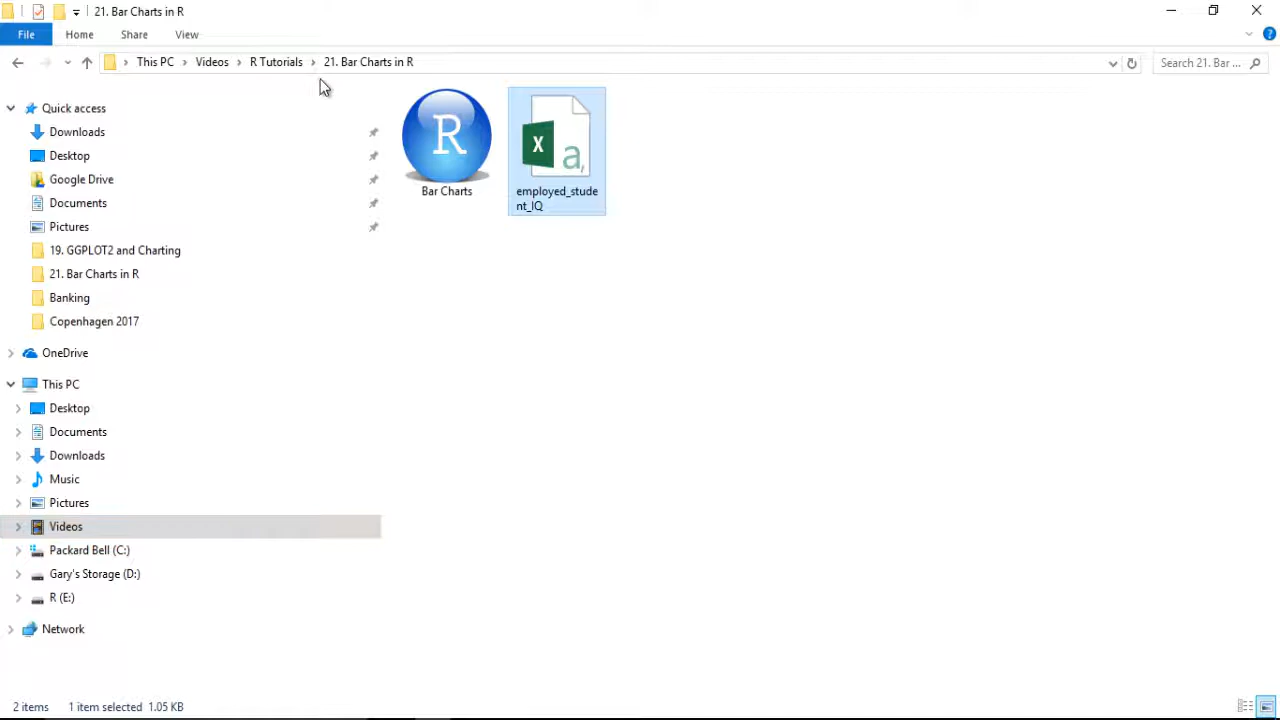 21. Bar Charts in R
File Home Share View
This PC Videos R Tutorials 21. Bar Charts in R
Search 21. Bar ...
Quick access
Downloads
Desktop
Google Drive
Documents
Pictures
19. GGPLOT2 and Charting
21. Bar Charts in R
Banking
Copenhagen 2017
OneDrive
This PC
Desktop
Documents
Downloads
Music
Pictures
Videos
Packard Bell (C:)
Gary's Storage (D:)
R (E:)
Network
R
Bar Charts
X a,
employed_stude
nt_IQ
2 items 1 item selected 1.05 KB